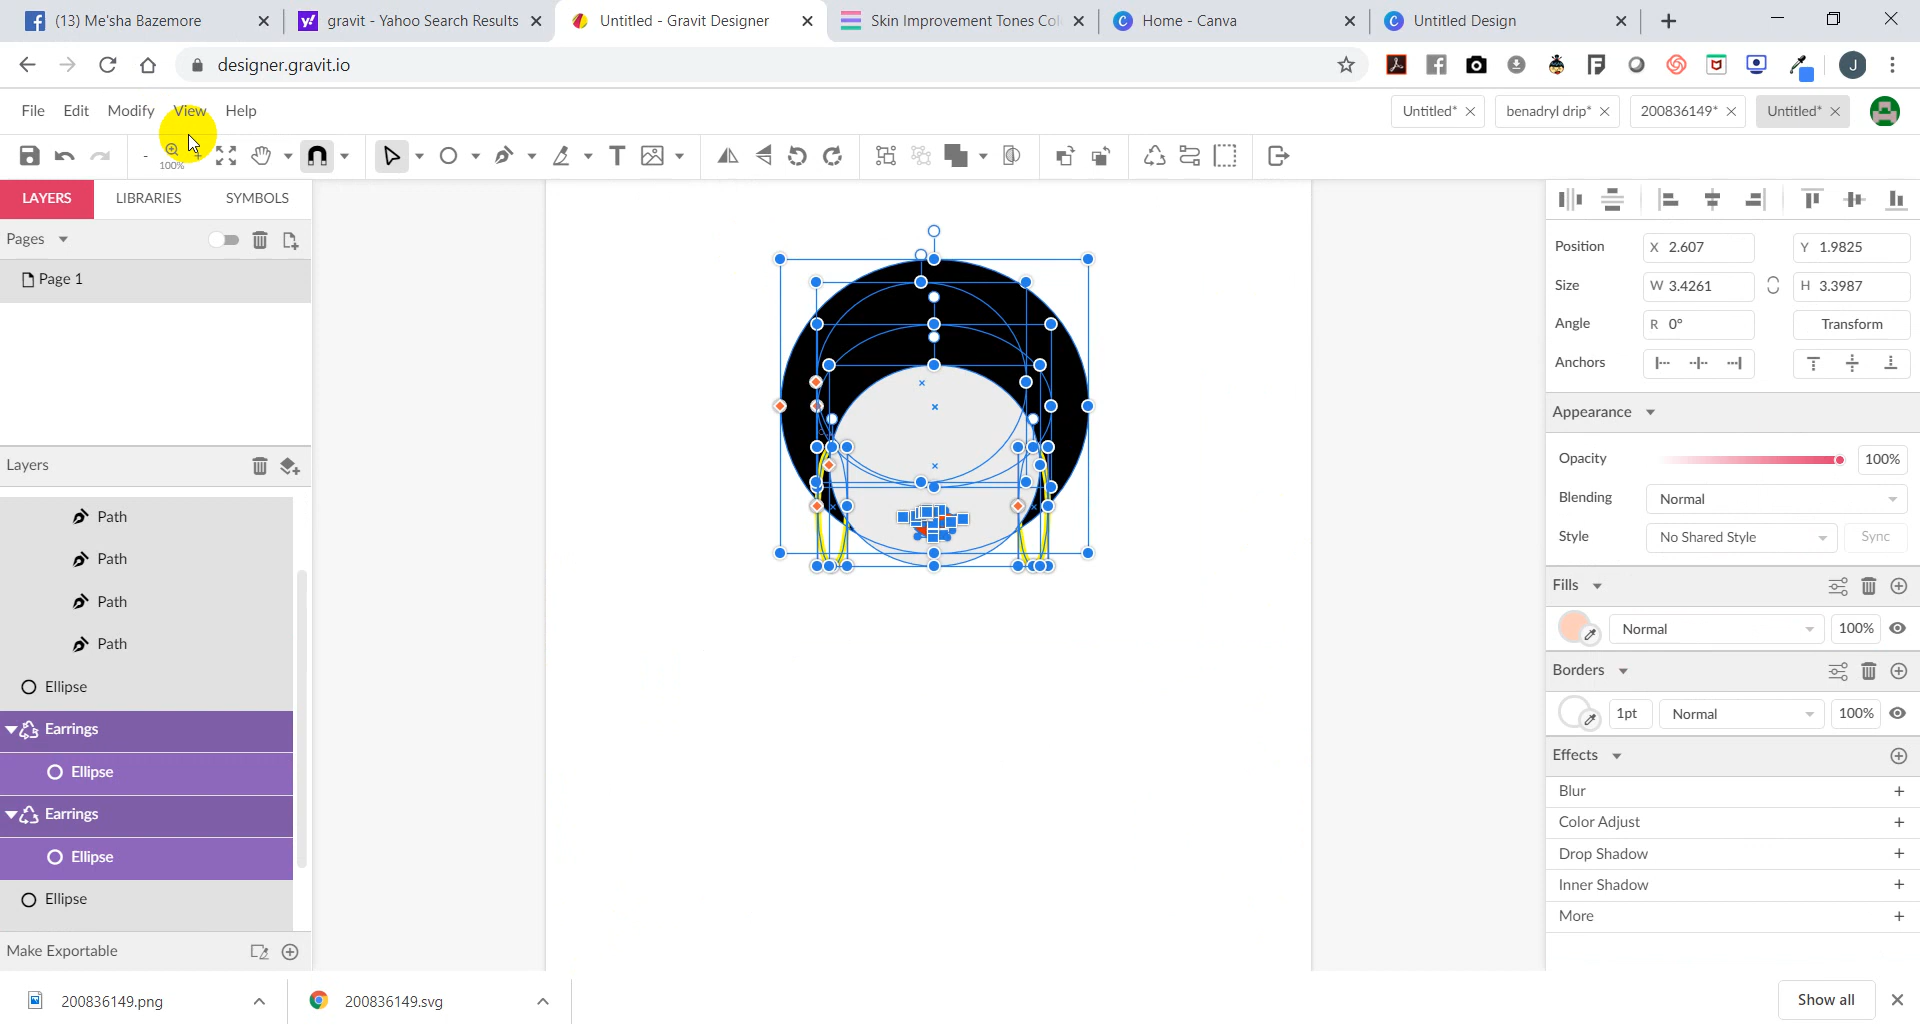 (13) Me'sha Bazemore
gravit - Yahoo Search Results
Untitled - Gravit Designer
Skin Improvement Tones Col
Home - Canva
Untitled Design
designer.gravit.io
J
File Edit Modify View Help
Untitled*
benadryl drip*
200836149*
Untitled*
100%
LAYERS LIBRARIES SYMBOLS
Pages
Page 1
Layers
Path
Path
Path
Path
Ellipse
Earrings
Ellipse
Earrings
Ellipse
Ellipse
Make Exportable
Position X 2.607 Y 1.9825
Size W 3.4261 H 3.3987
Angle R 0° Transform
Anchors
Appearance
Opacity 100%
Blending Normal
Style No Shared Style Sync
Fills
Normal 100%
Borders
1pt Normal 100%
Effects
Blur
Color Adjust
Drop Shadow
Inner Shadow
More
200836149.png
200836149.svg
Show all